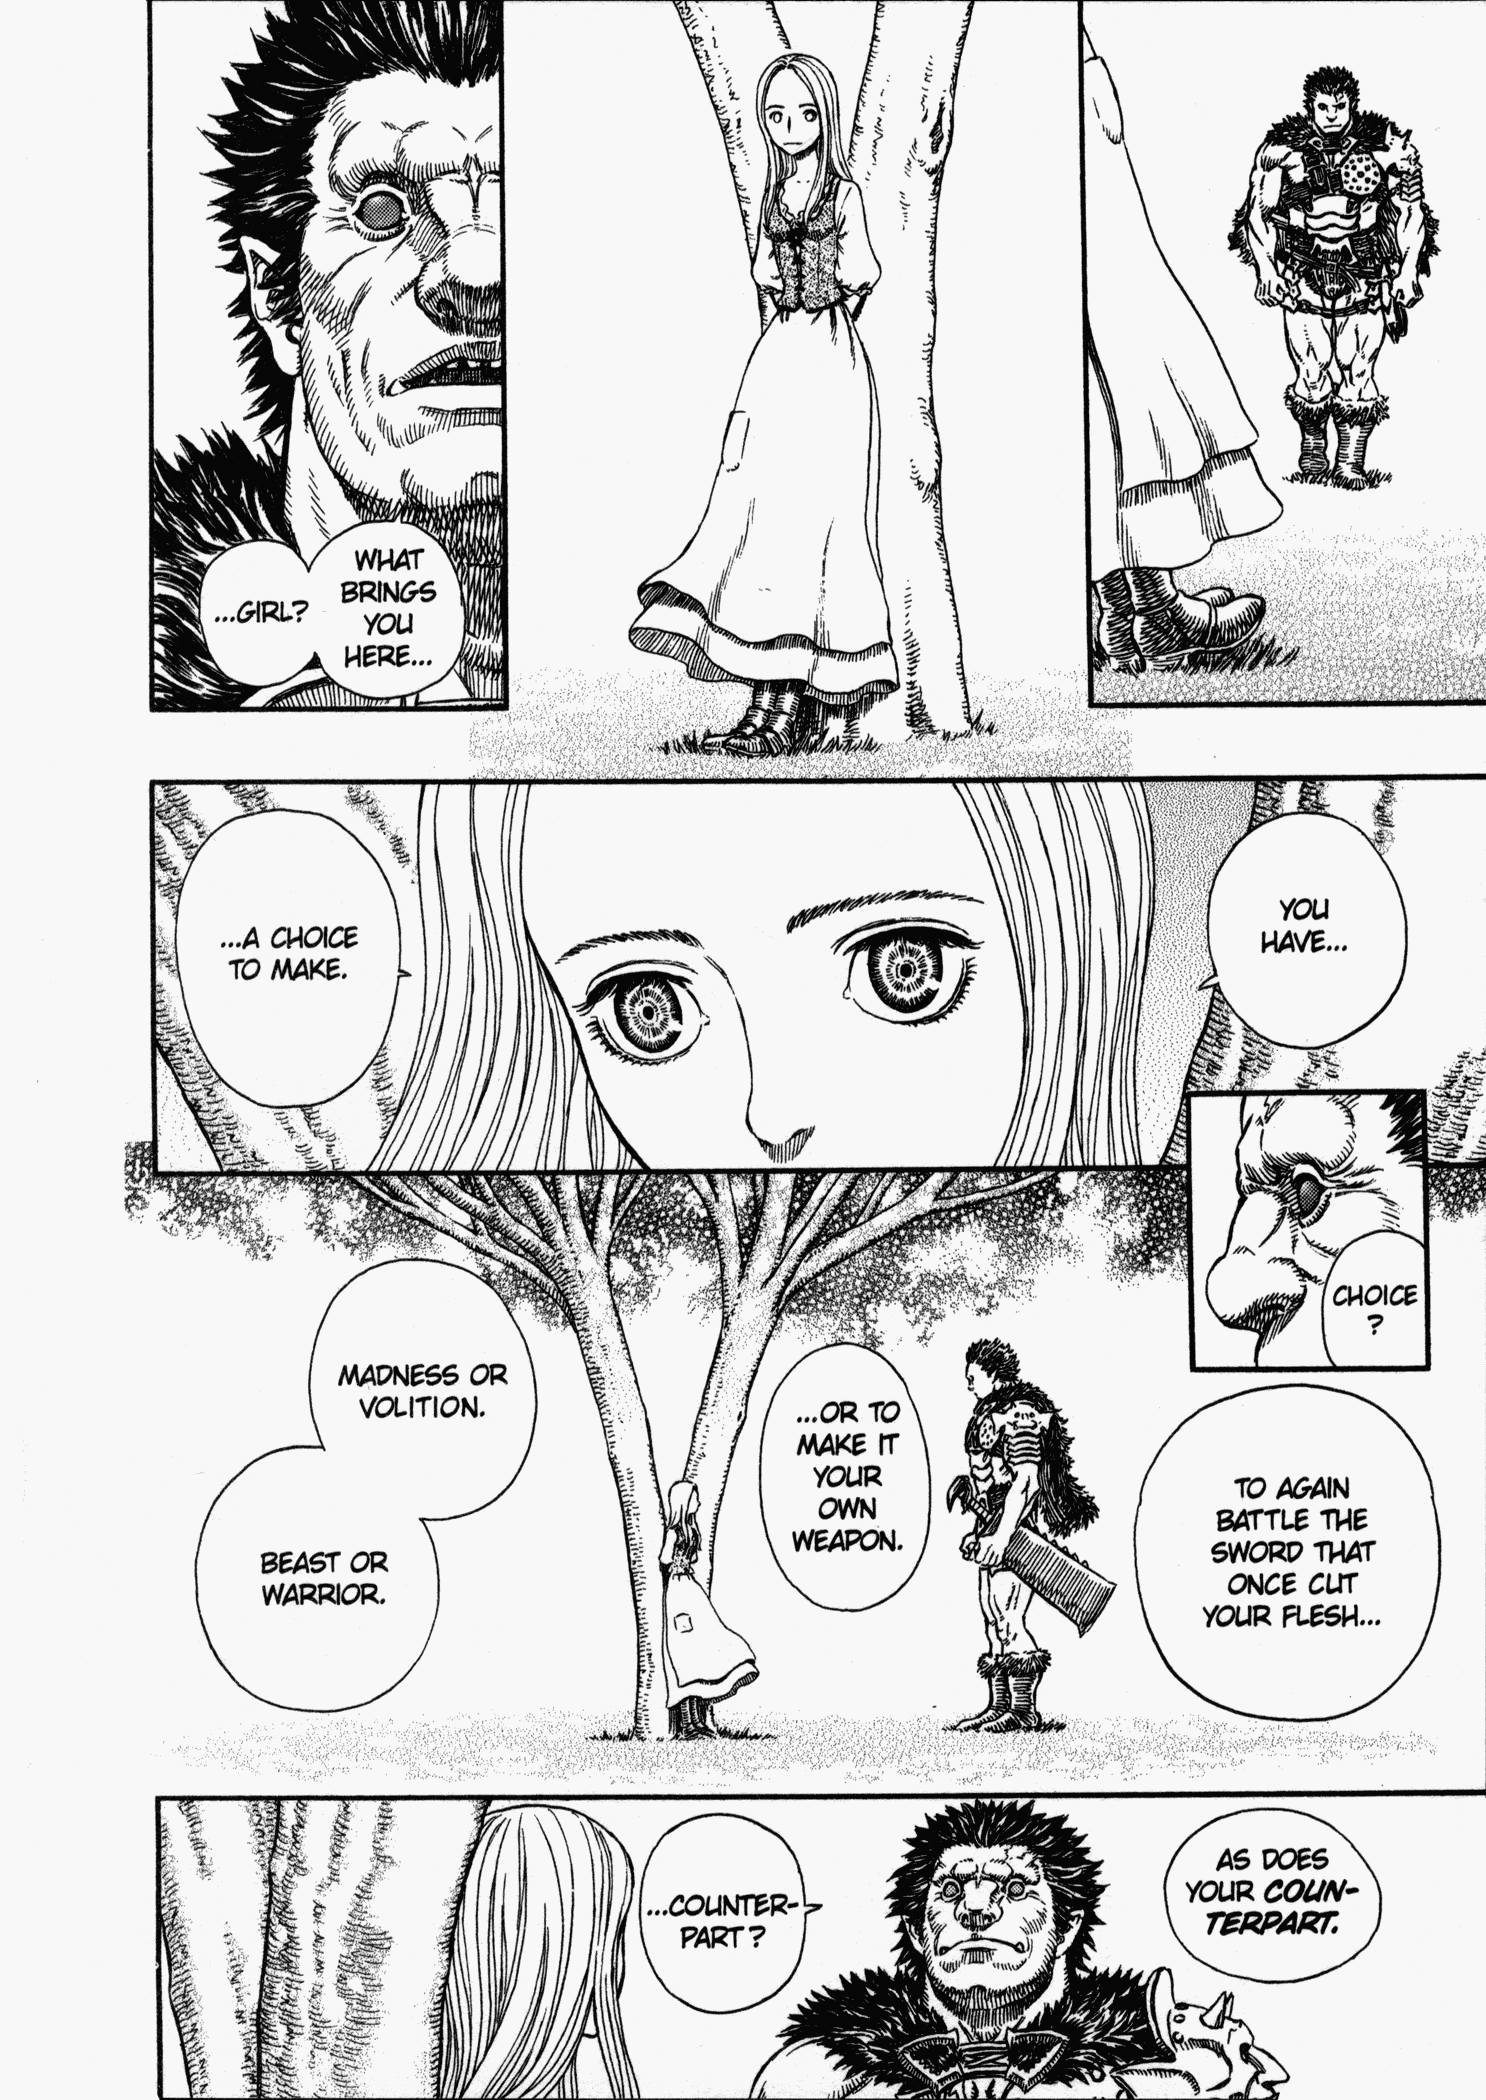 WHAT
BRINGS
YOU
HERE...
...GIRL?
YOU
HAVE...
...A CHOICE
TO MAKE.
CHOICE
?
TO AGAIN
BATTLE THE
SWORD THAT
ONCE CUT
YOUR FLESH...
...OR TO
MAKE IT
YOUR
OWN
WEAPON.
MADNESS OR
VOLITION.
BEAST OR
WARRIOR.
AS DOES
YOUR COUN-
TERPART.
...COUNTER-
PART?